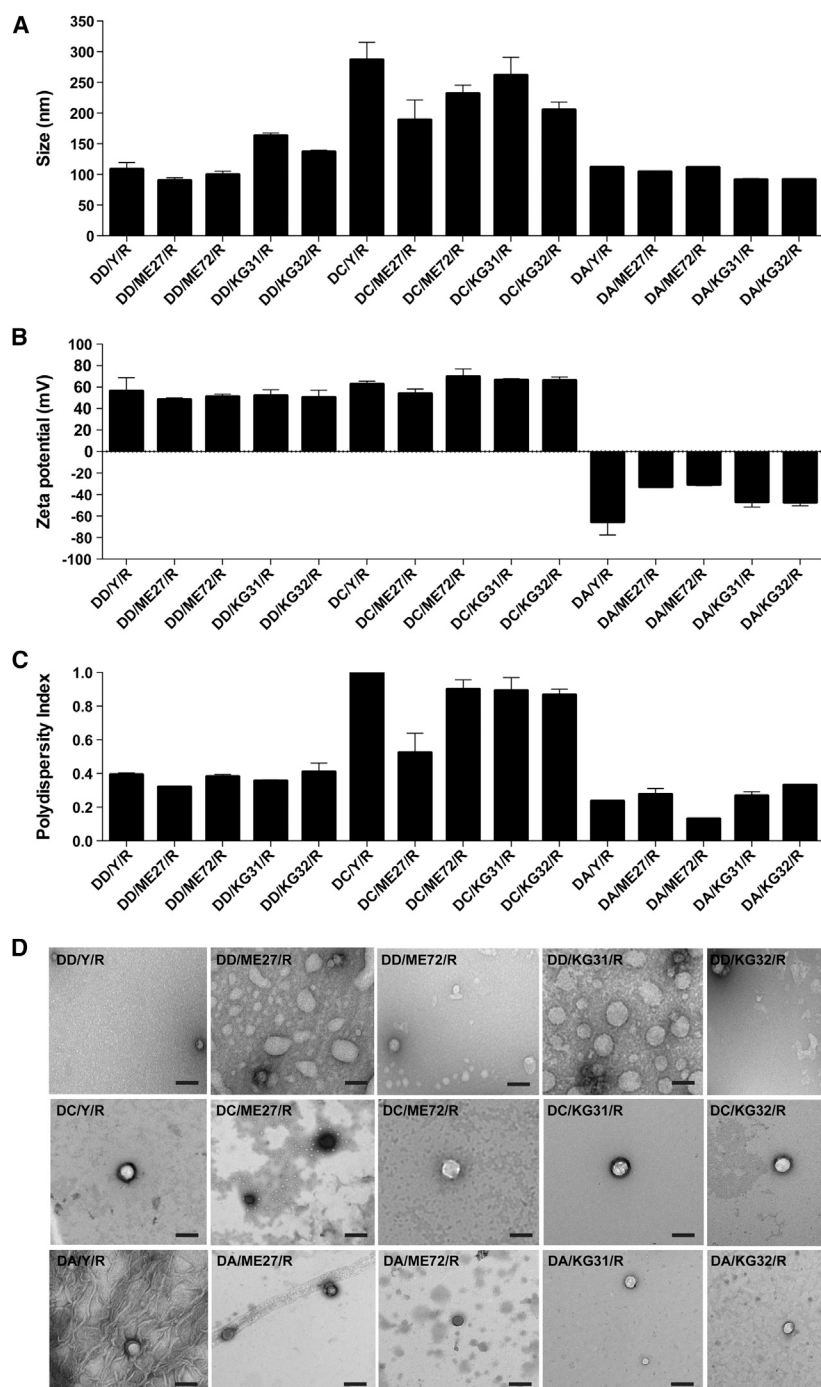 A
350
300
250
200
150
100
50
0
Size (nm)
DD/Y/R
DD/ME27/R
DD/ME72/R
DD/KG31/R
DD/KG32/R
DC/Y/R
DC/ME27/R
DC/ME72/R
DC/KG31/R
DC/KG32/R
DA/Y/R
DA/ME27/R
DA/ME72/R
DA/KG31/R
DA/KG32/R
B
100
80
60
40
20
0
-20
-40
-60
-80
-100
Zeta potential (mV)
DD/Y/R
DD/ME27/R
DD/ME72/R
DD/KG31/R
DD/KG32/R
DC/Y/R
DC/ME27/R
DC/ME72/R
DC/KG31/R
DC/KG32/R
DA/Y/R
DA/ME27/R
DA/ME72/R
DA/KG31/R
DA/KG32/R
C
1.0
0.8
0.6
0.4
0.2
0.0
Polydispersity Index
DD/Y/R
DD/ME27/R
DD/ME72/R
DD/KG31/R
DD/KG32/R
DC/Y/R
DC/ME27/R
DC/ME72/R
DC/KG31/R
DC/KG32/R
DA/Y/R
DA/ME27/R
DA/ME72/R
DA/KG31/R
DA/KG32/R
D
DD/Y/R
DD/ME27/R
DD/ME72/R
DD/KG31/R
DD/KG32/R
DC/Y/R
DC/ME27/R
DC/ME72/R
DC/KG31/R
DC/KG32/R
DA/Y/R
DA/ME27/R
DA/ME72/R
DA/KG31/R
DA/KG32/R